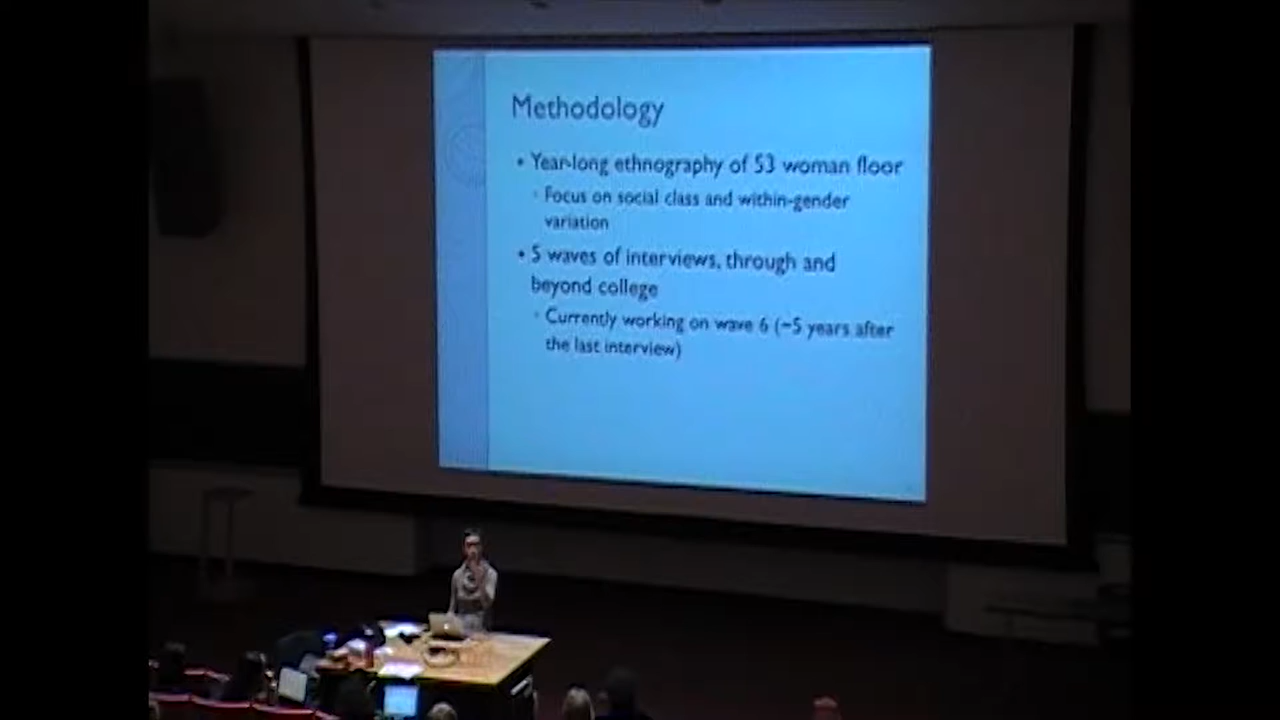 Methodology
• Year-long ethnography of 53 woman floor
◦ Focus on social class and within-gender
variation
• 5 waves of interviews, through and
beyond college
◦ Currently working on wave 6 (~5 years after
the last interview)